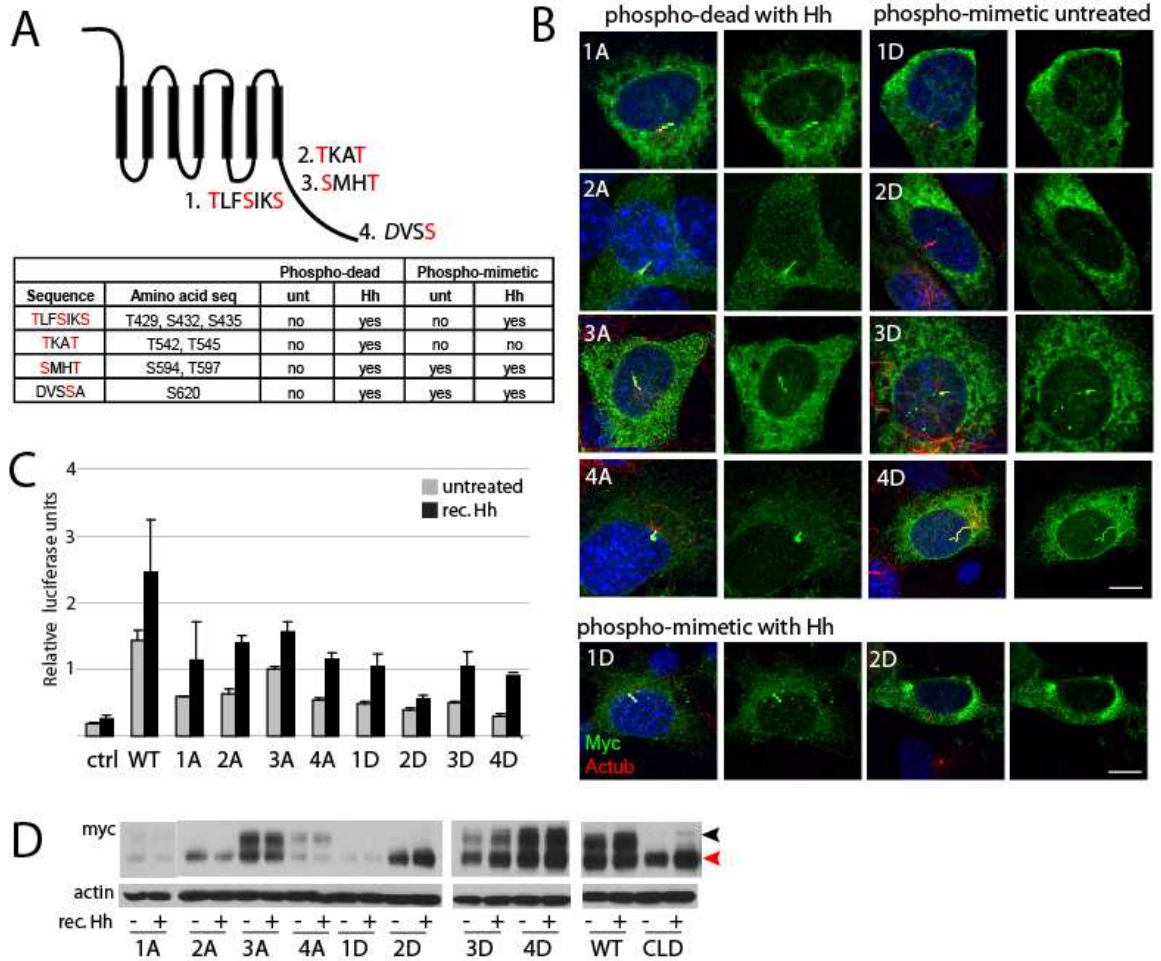 A
1. TLFSIKS
2. TKAT
3. SMHT
4. DVSS
Phospho-dead Phospho-mimetic
Sequence Amino acid seq unt Hh unt Hh
TLFSIKS T429, S432, S435 no yes no yes
TKAT T542, T545 no yes no no
SMHT S594, T597 no yes yes yes
DVSSA S620 no yes yes yes
B
phospho-dead with Hh phospho-mimetic untreated
1A 1D
2A 2D
3A 3D
4A 4D
phospho-mimetic with Hh
1D 2D
Myc
Actub
C
Relative luciferase units
4
3
2
1
untreated
rec. Hh
ctrl WT 1A 2A 3A 4A 1D 2D 3D 4D
D
myc
actin
rec. Hh - + - + - + - + - + - + - + - + - + - +
1A 2A 3A 4A 1D 2D 3D 4D WT CLD